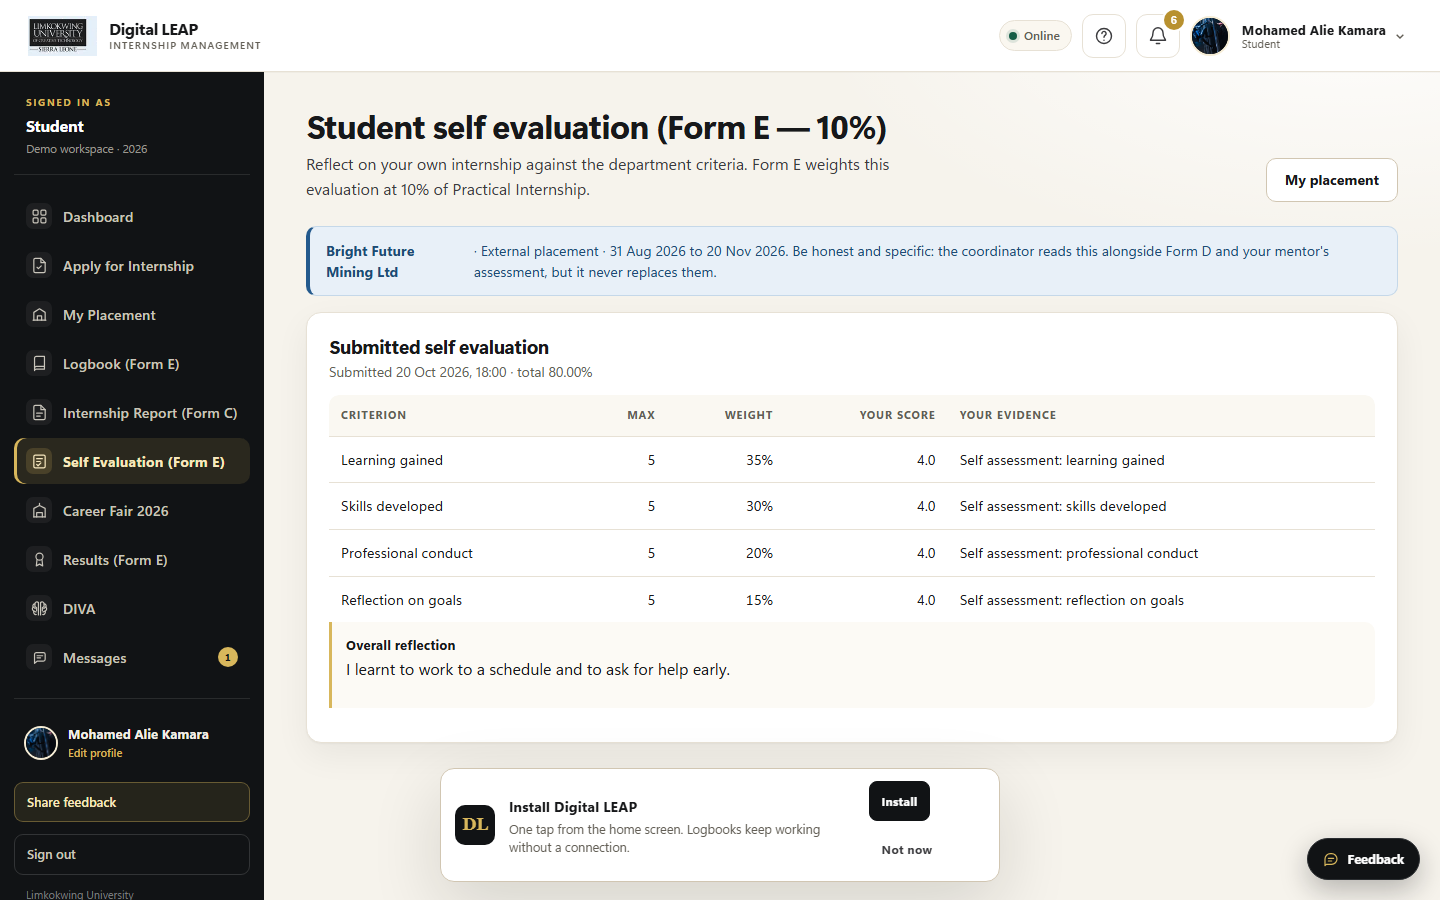 LIMKOKWING
UNIVERSITY
OF CREATIVE TECHNOLOGY
SIERRA LEONE
Digital LEAP
INTERNSHIP MANAGEMENT
Online
6
Mohamed Alie Kamara
Student
SIGNED IN AS
Student
Demo workspace · 2026
Dashboard
Apply for Internship
My Placement
Logbook (Form E)
Internship Report (Form C)
Self Evaluation (Form E)
Career Fair 2026
Results (Form E)
DIVA
Messages
1
Mohamed Alie Kamara
Edit profile
Share feedback
Sign out
Limkokwing University
Student self evaluation (Form E — 10%)
Reflect on your own internship against the department criteria. Form E weights this
evaluation at 10% of Practical Internship.
My placement
Bright Future
Mining Ltd
· External placement · 31 Aug 2026 to 20 Nov 2026. Be honest and specific: the coordinator reads this alongside Form D and your mentor's
assessment, but it never replaces them.
Submitted self evaluation
Submitted 20 Oct 2026, 18:00 · total 80.00%
CRITERION MAX WEIGHT YOUR SCORE YOUR EVIDENCE
Learning gained 5 35% 4.0 Self assessment: learning gained
Skills developed 5 30% 4.0 Self assessment: skills developed
Professional conduct 5 20% 4.0 Self assessment: professional conduct
Reflection on goals 5 15% 4.0 Self assessment: reflection on goals
Overall reflection
I learnt to work to a schedule and to ask for help early.
DL
Install Digital LEAP
One tap from the home screen. Logbooks keep working
without a connection.
Install
Not now
Feedback